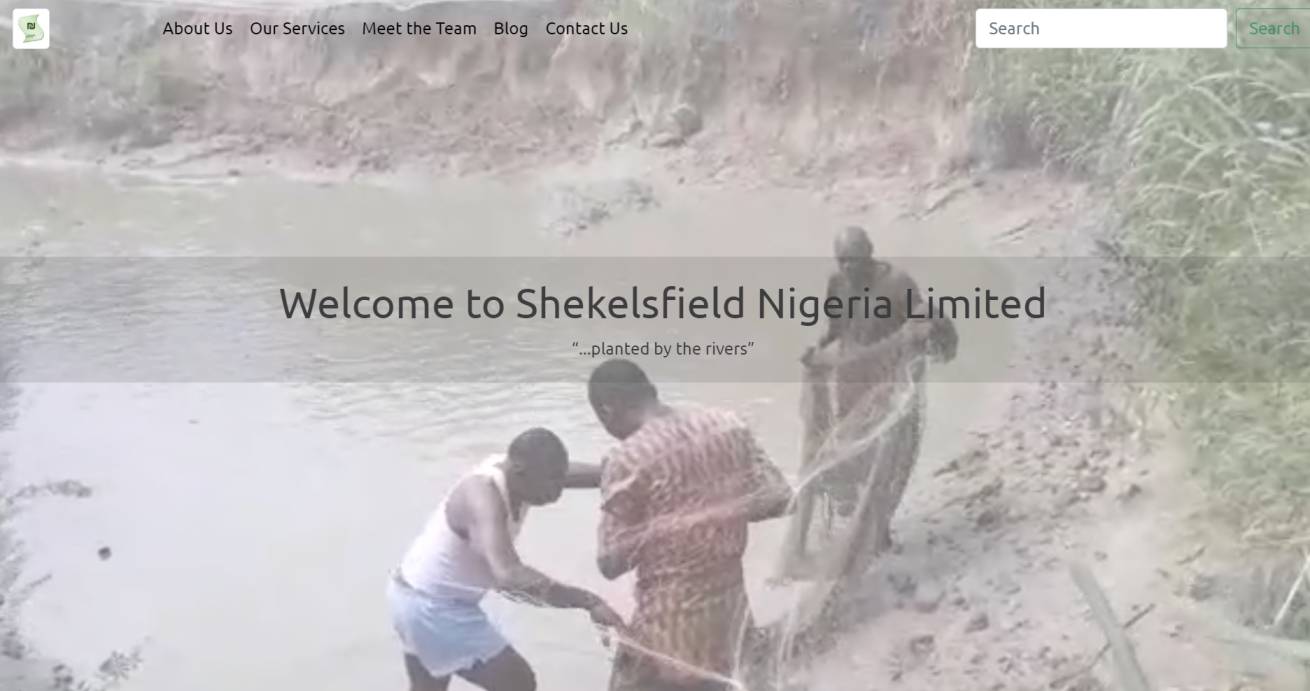 About Us Our Services Meet the Team Blog Contact Us Search Search
Welcome to Shekelsfield Nigeria Limited
“...planted by the rivers”